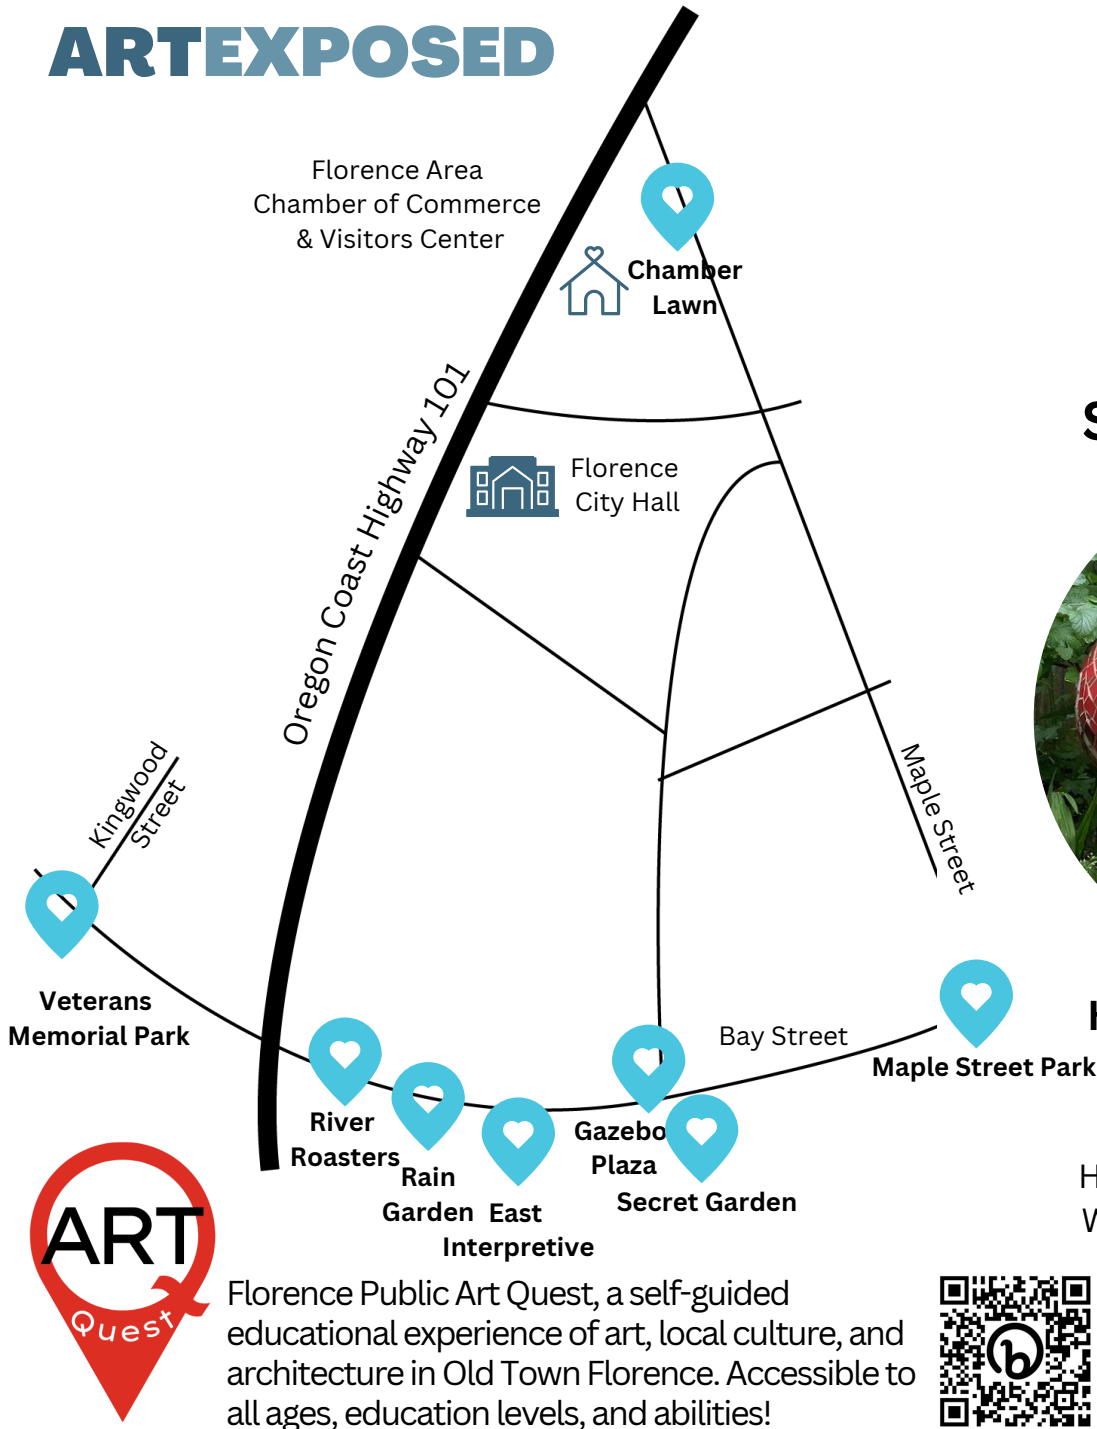 ARTEXPOSED
Florence Area
Chamber of Commerce
& Visitors Center
Chamber
Lawn
Oregon Coast Highway 101
Florence
City Hall
Kingwood
Street
Maple Street
Veterans
Memorial Park
Bay Street
Maple Street Park
River
Roasters
Rain
Garden
East
Interpretive
Gazebo
Plaza
Secret Garden
ART
Quest
Florence Public Art Quest, a self-guided
educational experience of art, local culture, and
architecture in Old Town Florence. Accessible to
all ages, education levels, and abilities!